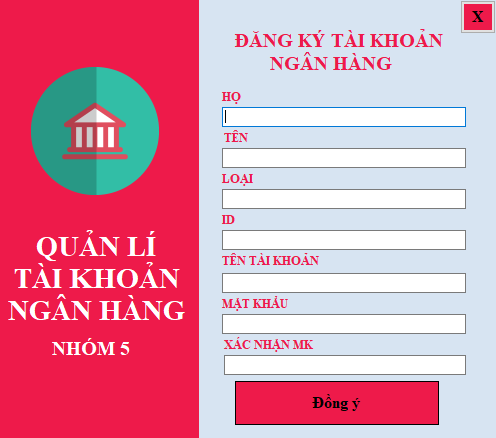 X
ĐĂNG KÝ TÀI KHOẢN
NGÂN HÀNG
HỌ
TÊN
LOẠI
ID
TÊN TÀI KHOẢN
MẬT KHẨU
XÁC NHẬN MK
Đồng ý
QUẢN LÍ
TÀI KHOẢN
NGÂN HÀNG
NHÓM 5